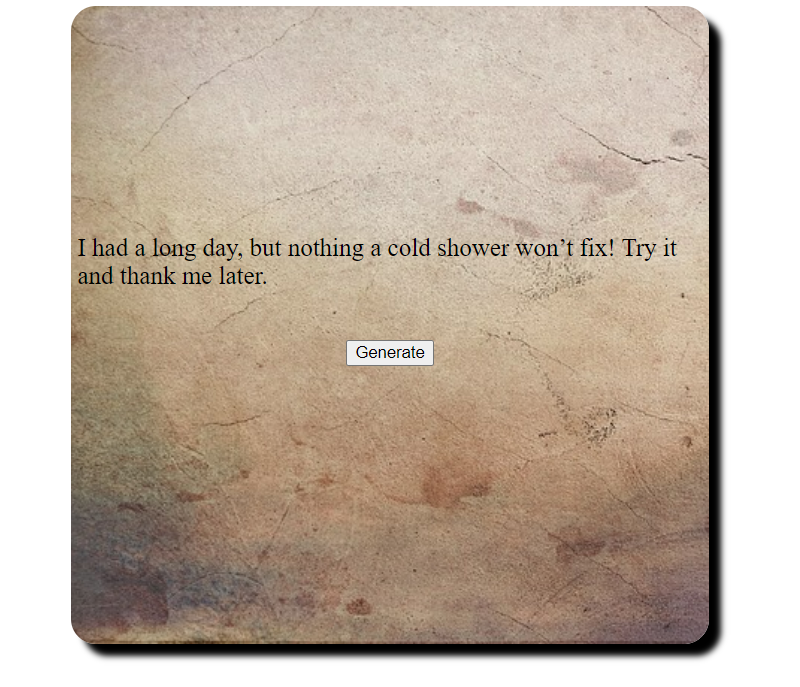 I had a long day, but nothing a cold shower won’t fix! Try it
and thank me later.
Generate